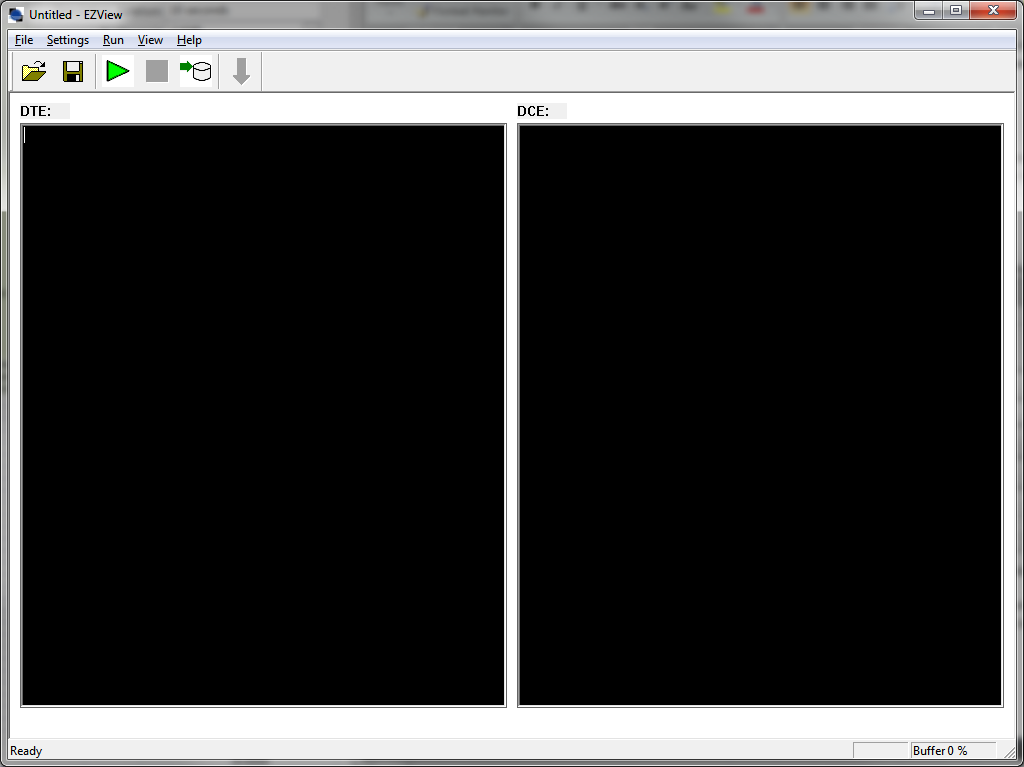 Untitled - EZView
File Settings Run View Help
DTE:
DCE:
Ready
Buffer 0 %